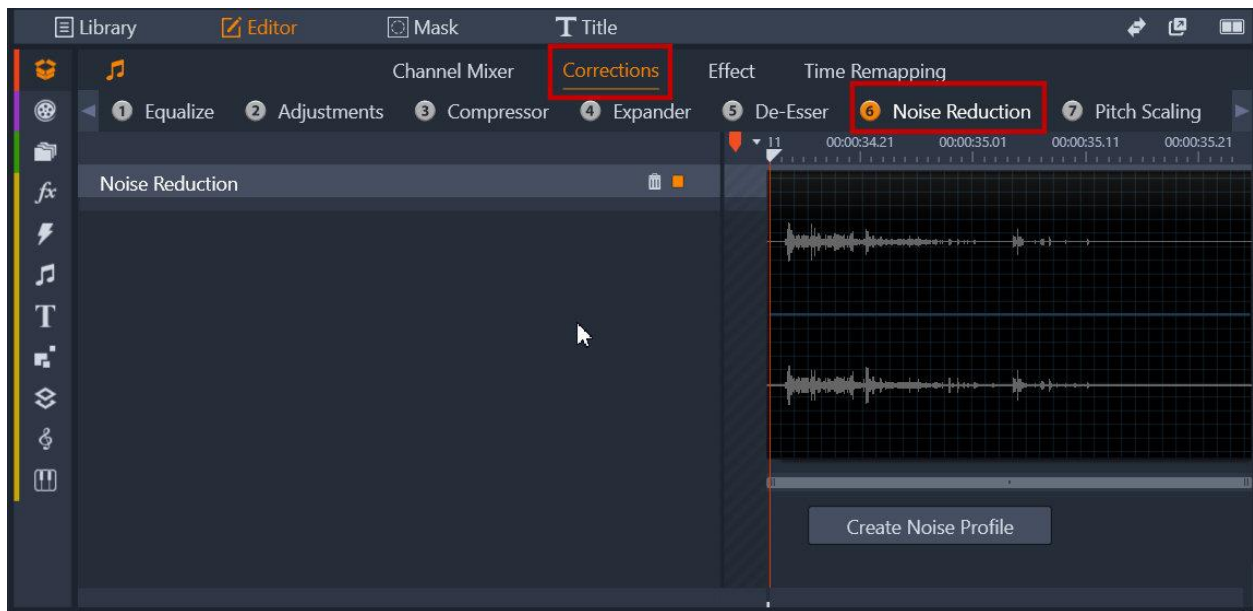 Library Editor Mask T Title
Channel Mixer Corrections Effect Time Remapping
1 Equalize 2 Adjustments 3 Compressor 4 Expander 5 De-Esser 6 Noise Reduction 7 Pitch Scaling
11 00:00:34.21 00:00:35.01 00:00:35.11 00:00:35.21
Noise Reduction
fx
T
Create Noise Profile